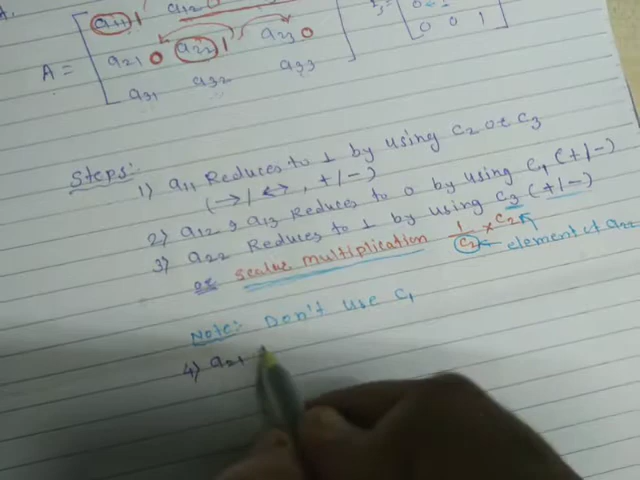 a11 1 a12 0
0
A = a21 0 a22 1 a23 0
0 0 1
a31 a32 a33
Steps:
1) a11 Reduces to 1 by using C2 or C3
(→ | ↔, + | −)
2) a12 & a13 Reduces to 0 by using C1 (+ | −)
3) a22 Reduces to 1 by using C3 (+ | −)
or scalar multiplication 1/C2 × C2 ← element of a22
Note: Don't use C1
4) a21